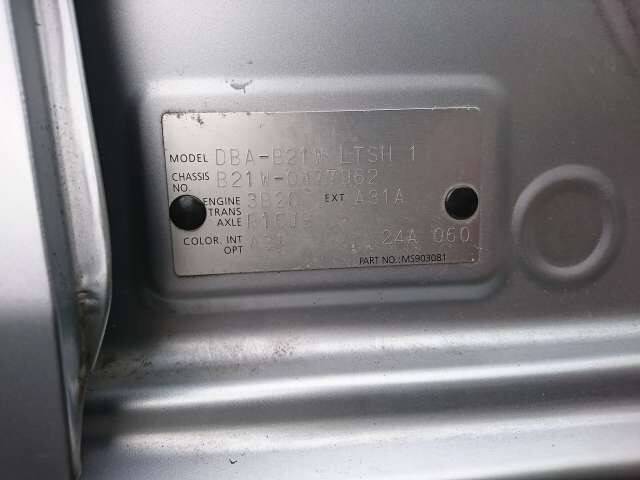 MODEL DBA-B21W LTSH 1
CHASSIS
NO. B21W-
ENGINE 3B20 EXT A31A
TRANS
AXLE
COLOR. INT 24A 060
OPT
PART NO.:MS903081